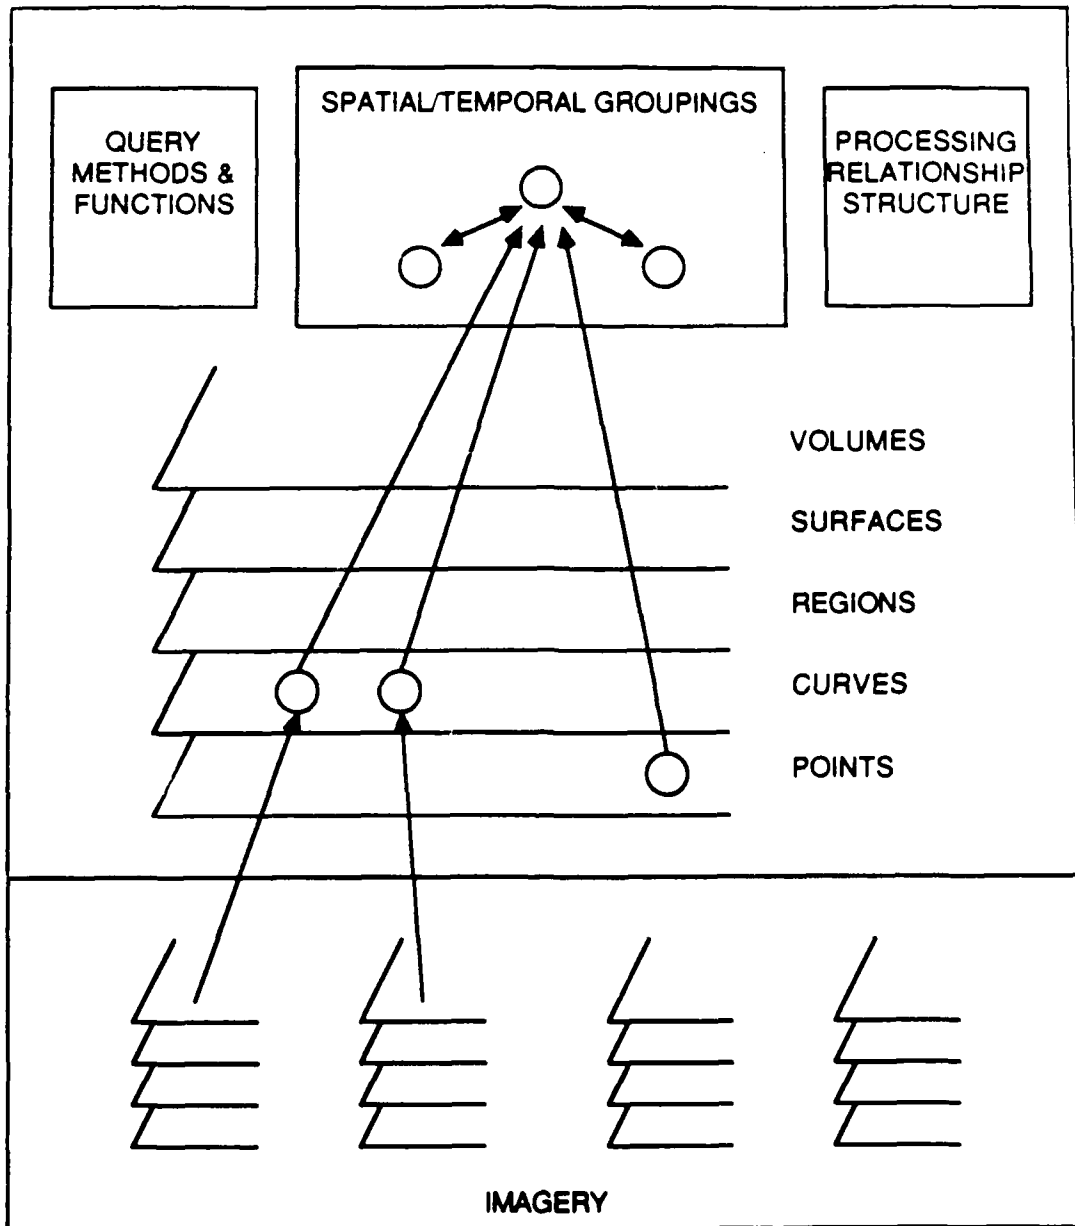 QUERY
METHODS &
FUNCTIONS
SPATIAL/TEMPORAL GROUPINGS
PROCESSING
RELATIONSHIP
STRUCTURE
VOLUMES
SURFACES
REGIONS
CURVES
POINTS
IMAGERY